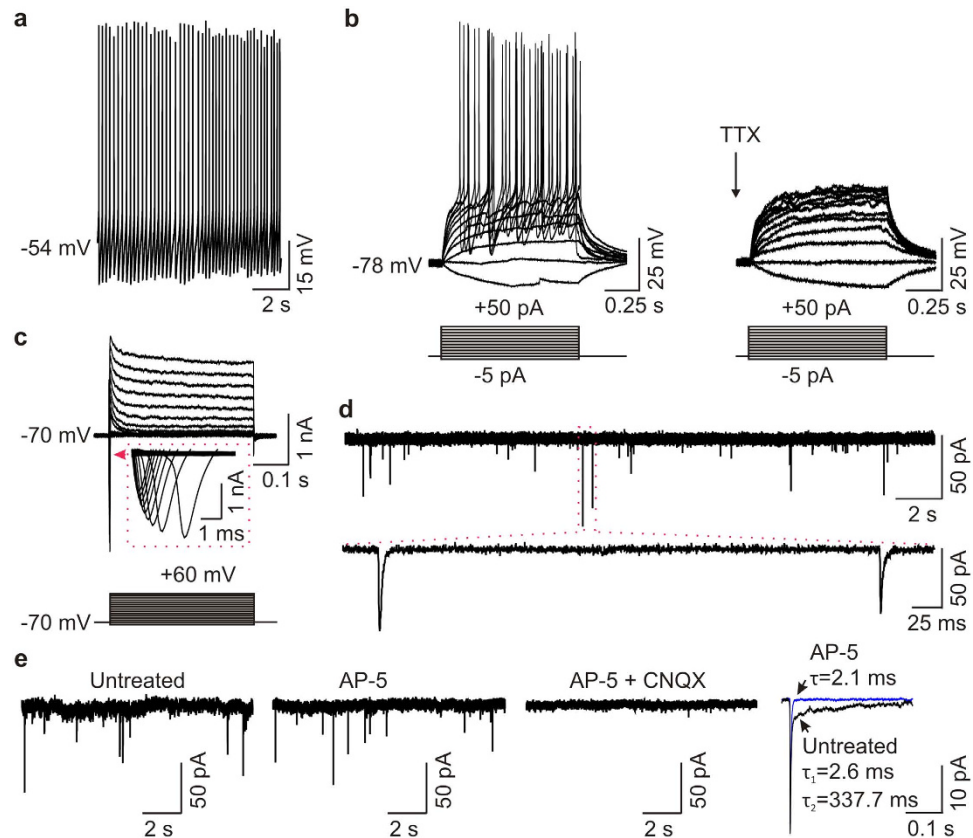 a
-54 mV
15 mV
2 s
b
-78 mV
25 mV
0.25 s
+50 pA
-5 pA
TTX
25 mV
0.25 s
+50 pA
-5 pA
c
-70 mV
1 nA
0.1 s
1 nA
1 ms
+60 mV
-70 mV
d
50 pA
2 s
50 pA
25 ms
e
Untreated
50 pA
2 s
AP-5
50 pA
2 s
AP-5 + CNQX
50 pA
2 s
AP-5
τ=2.1 ms
Untreated
τ₁=2.6 ms
τ₂=337.7 ms
10 pA
0.1 s